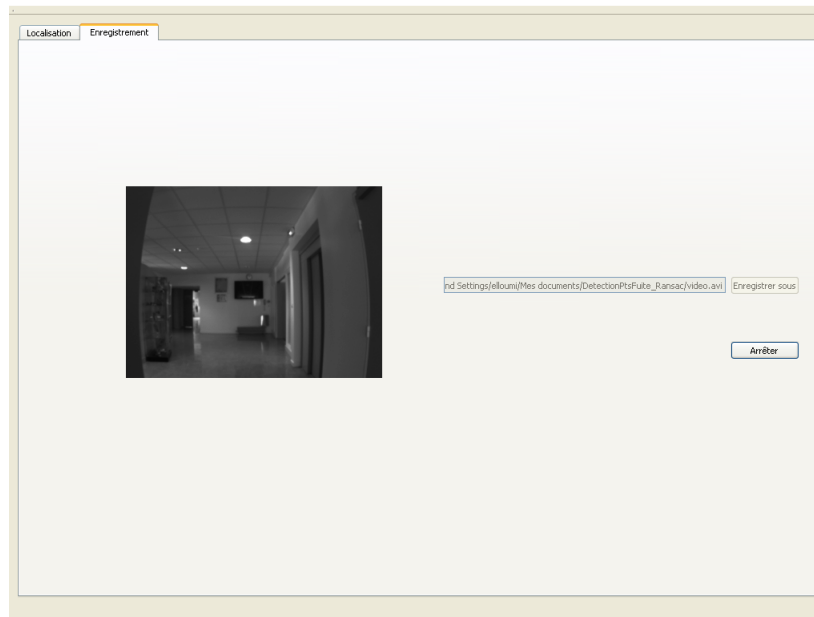 Localisation
Enregistrement
nd Settings/elloumi/Mes documents/DetectionPtsFuite_Ransac/video.avi
Enregistrer sous
Arrêter